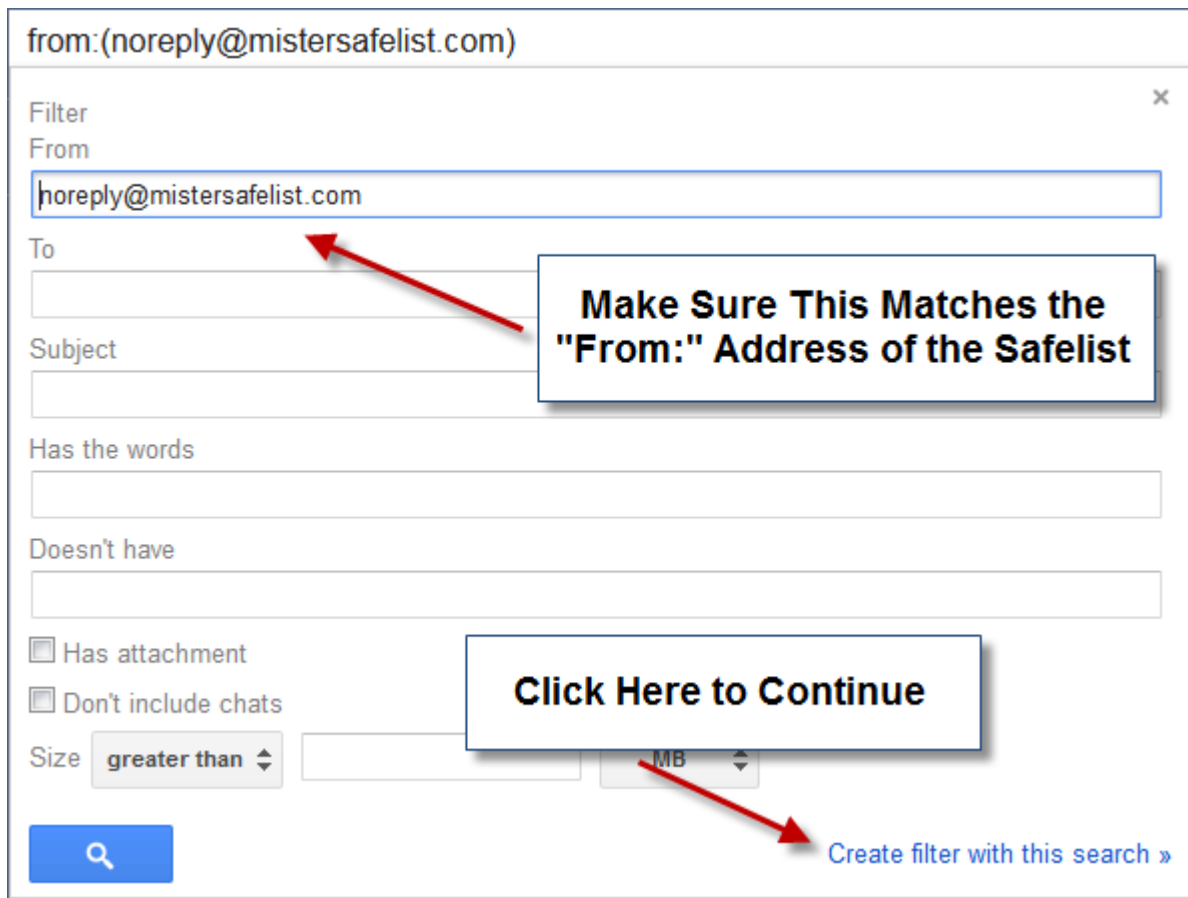 from:(noreply@mistersafelist.com)
×
Filter
From
noreply@mistersafelist.com
To
Make Sure This Matches the
"From:" Address of the Safelist
Subject
Has the words
Doesn't have
Has attachment
Don't include chats
Click Here to Continue
Size greater than MB
Create filter with this search »